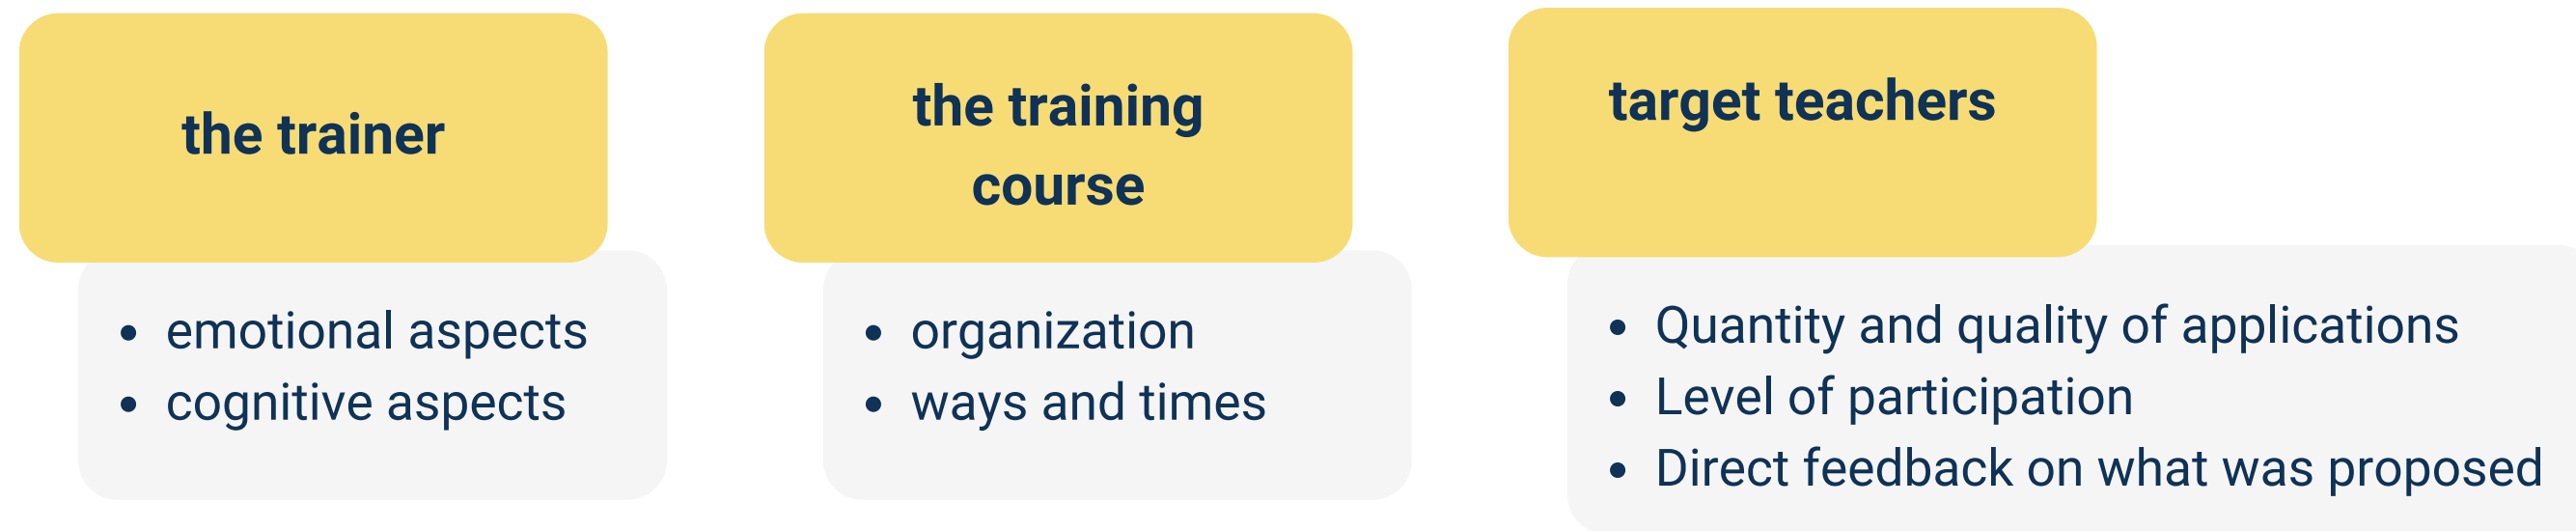 the trainer
• emotional aspects
• cognitive aspects
the training
course
• organization
• ways and times
target teachers
• Quantity and quality of applications
• Level of participation
• Direct feedback on what was proposed